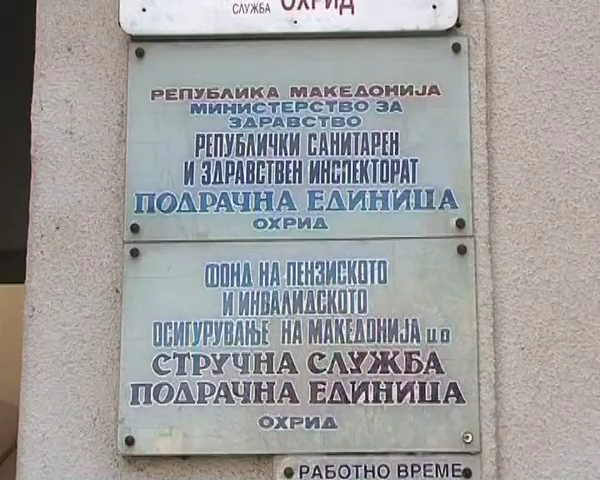 СЛУЖБА ОХРИД
РЕПУБЛИКА МАКЕДОНИЈА
МИНИСТЕРСТВО ЗА
ЗДРАВСТВО
РЕПУБЛИЧКИ САНИТАРЕН
И ЗДРАВСТВЕН ИНСПЕКТОРАТ
ПОДРАЧНА ЕДИНИЦА
ОХРИД
ФОНД НА ПЕНЗИСКОТО
И ИНВАЛИДСКОТО
ОСИГУРУВАЊЕ НА МАКЕДОНИЈА ЦО
СТРУЧНА СЛУЖБА
ПОДРАЧНА ЕДИНИЦА
ОХРИД
РАБОТНО ВРЕМЕ